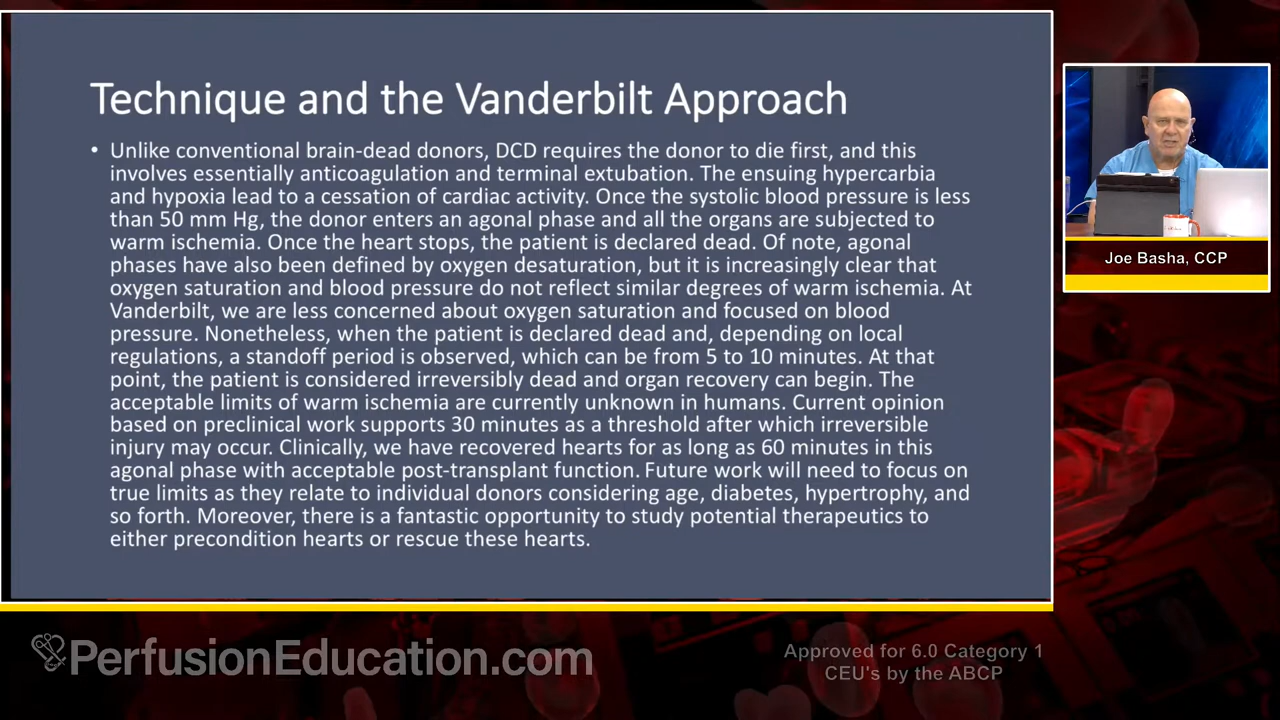 Technique and the Vanderbilt Approach
• Unlike conventional brain-dead donors, DCD requires the donor to die first, and this
involves essentially anticoagulation and terminal extubation. The ensuing hypercarbia
and hypoxia lead to a cessation of cardiac activity. Once the systolic blood pressure is less
than 50 mm Hg, the donor enters an agonal phase and all the organs are subjected to
warm ischemia. Once the heart stops, the patient is declared dead. Of note, agonal
phases have also been defined by oxygen desaturation, but it is increasingly clear that
oxygen saturation and blood pressure do not reflect similar degrees of warm ischemia. At
Vanderbilt, we are less concerned about oxygen saturation and focused on blood
pressure. Nonetheless, when the patient is declared dead and, depending on local
regulations, a standoff period is observed, which can be from 5 to 10 minutes. At that
point, the patient is considered irreversibly dead and organ recovery can begin. The
acceptable limits of warm ischemia are currently unknown in humans. Current opinion
based on preclinical work supports 30 minutes as a threshold after which irreversible
injury may occur. Clinically, we have recovered hearts for as long as 60 minutes in this
agonal phase with acceptable post-transplant function. Future work will need to focus on
true limits as they relate to individual donors considering age, diabetes, hypertrophy, and
so forth. Moreover, there is a fantastic opportunity to study potential therapeutics to
either precondition hearts or rescue these hearts.
Joe Basha, CCP
PerfusionEducation.com
Approved for 6.0 Category 1
CEU's by the ABCP